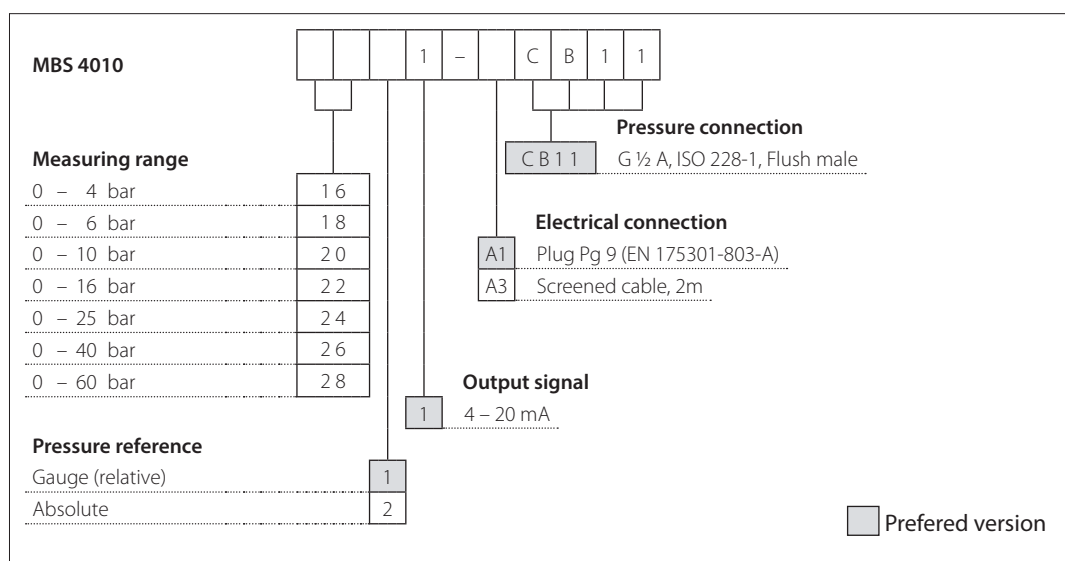 MBS 4010
1 – C B 1 1
Pressure connection
C B 1 1 G ½ A, ISO 228-1, Flush male
Measuring range
0 – 4 bar 1 6
0 – 6 bar 1 8
0 – 10 bar 2 0
0 – 16 bar 2 2
0 – 25 bar 2 4
0 – 40 bar 2 6
0 – 60 bar 2 8
Electrical connection
A1 Plug Pg 9 (EN 175301-803-A)
A3 Screened cable, 2m
Output signal
1 4 – 20 mA
Pressure reference
Gauge (relative) 1
Absolute 2
Prefered version